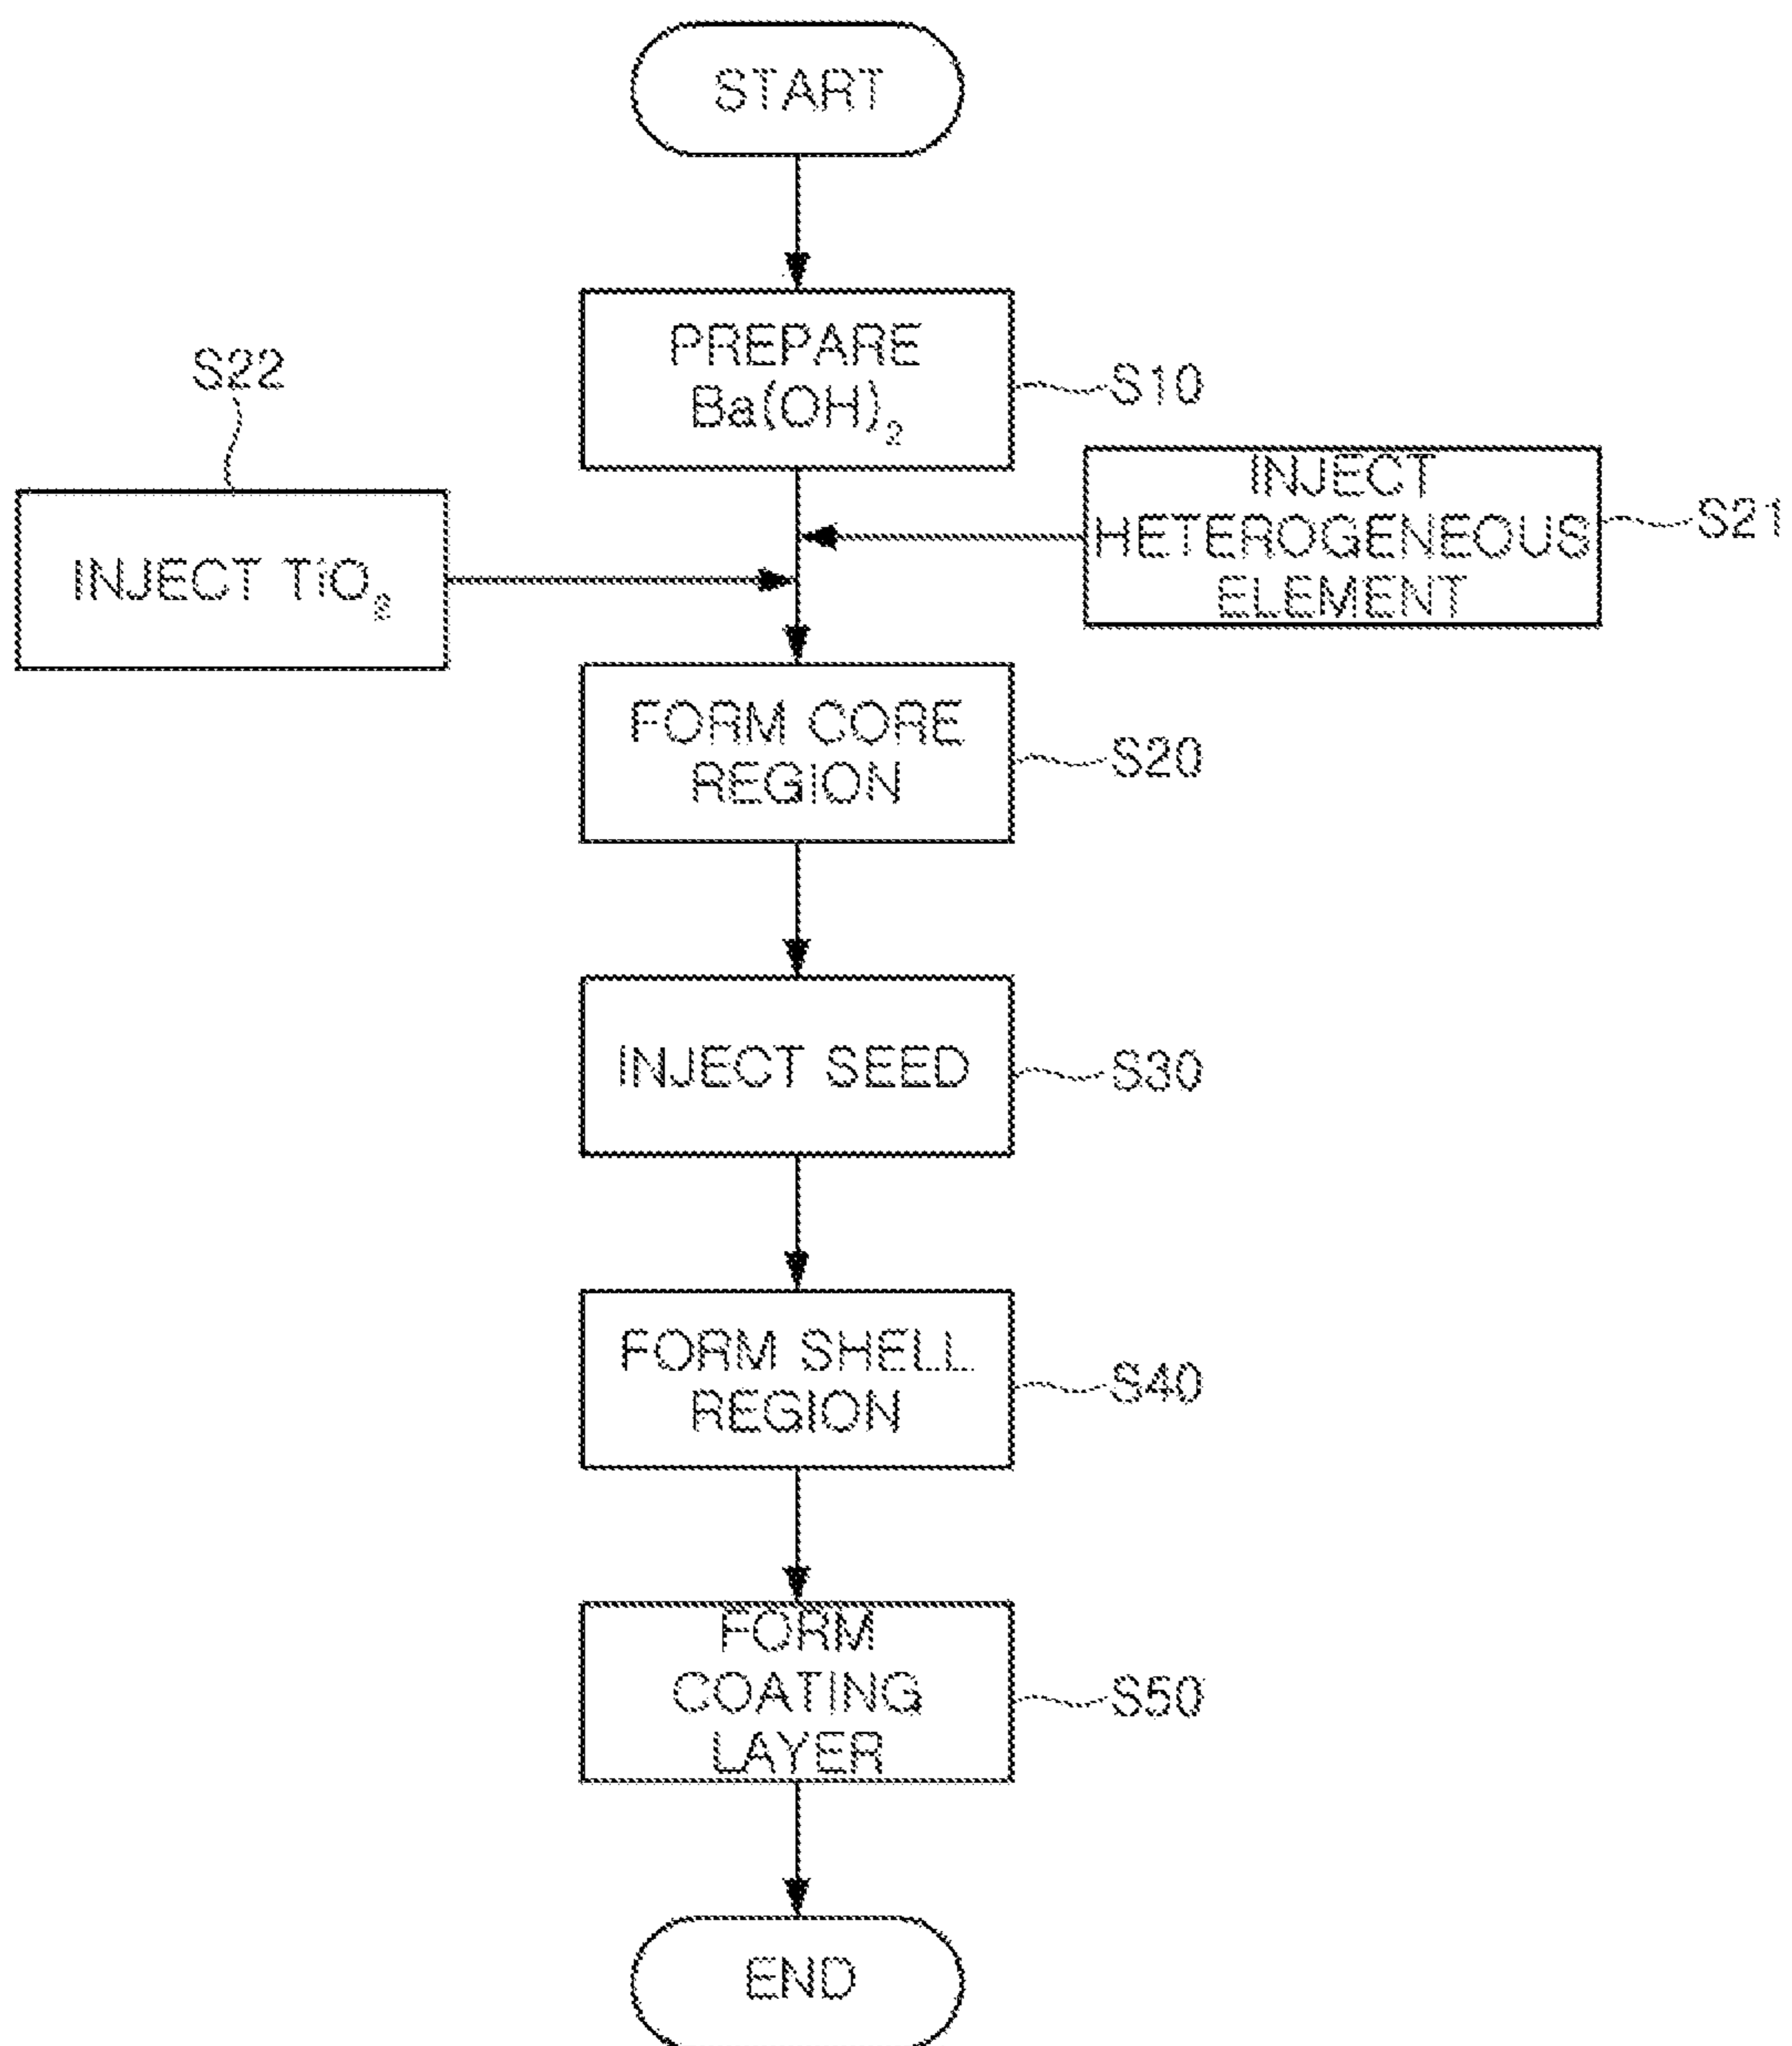 START
PREPARE
Ba(OH)₂
S10
S22
INJECT TiO₂
INJECT
HETEROGENEOUS
ELEMENT
S21
FORM CORE
REGION
S20
INJECT SEED
S30
FORM SHELL
REGION
S40
FORM
COATING
LAYER
S50
END